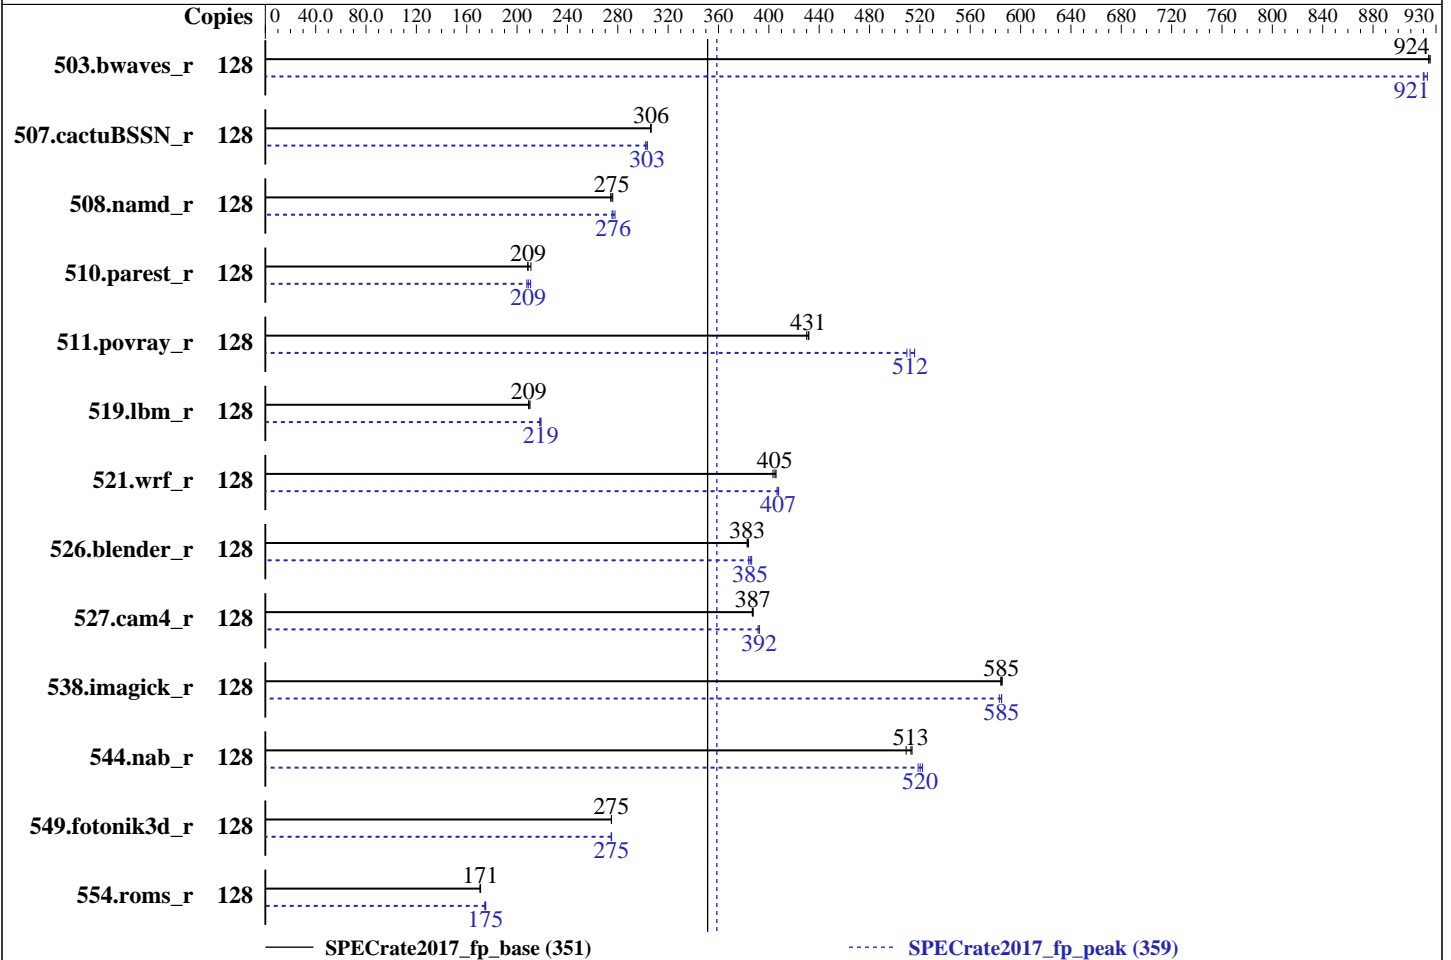 Copies 0 40.0 80.0 120 160 200 240 280 320 360 400 440 480 520 560 600 640 680 720 760 800 840 880 930
503.bwaves_r 128 924
921
507.cactuBSSN_r 128 306
303
508.namd_r 128 275
276
510.parest_r 128 209
209
511.povray_r 128 431
512
519.lbm_r 128 209
219
521.wrf_r 128 405
407
526.blender_r 128 383
385
527.cam4_r 128 387
392
538.imagick_r 128 585
585
544.nab_r 128 513
520
549.fotonik3d_r 128 275
275
554.roms_r 128 171
175
SPECrate2017_fp_base (351) SPECrate2017_fp_peak (359)